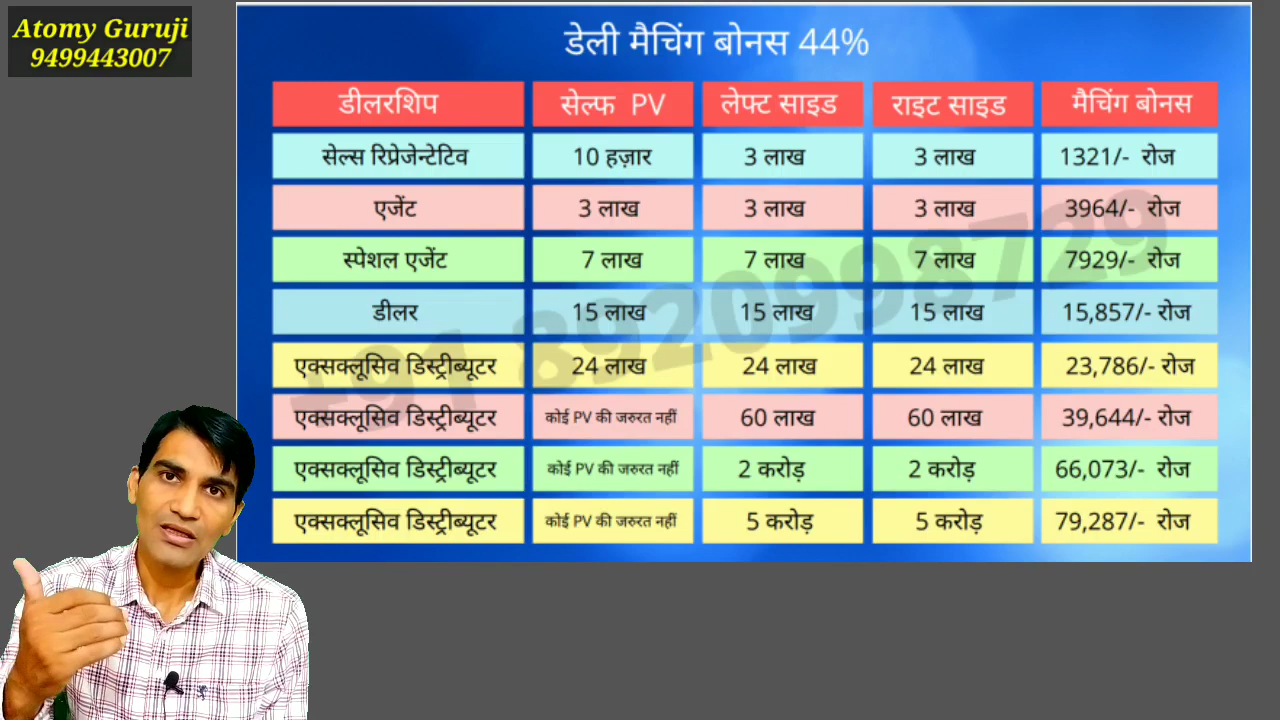 Atomy Guruji
9499443007
डेली मैचिंग बोनस 44%
डीलरशिप सेल्फ PV लेफ्ट साइड राइट साइड मैचिंग बोनस
सेल्स रिप्रेजेन्टेटिव 10 हज़ार 3 लाख 3 लाख 1321/- रोज
एजेंट 3 लाख 3 लाख 3 लाख 3964/- रोज
स्पेशल एजेंट 7 लाख 7 लाख 7 लाख 7929/- रोज
डीलर 15 लाख 15 लाख 15 लाख 15,857/- रोज
एक्सक्लूसिव डिस्ट्रीब्यूटर 24 लाख 24 लाख 24 लाख 23,786/- रोज
एक्सक्लूसिव डिस्ट्रीब्यूटर कोई PV की जरुरत नहीं 60 लाख 60 लाख 39,644/- रोज
एक्सक्लूसिव डिस्ट्रीब्यूटर कोई PV की जरुरत नहीं 2 करोड़ 2 करोड़ 66,073/- रोज
एक्सक्लूसिव डिस्ट्रीब्यूटर कोई PV की जरुरत नहीं 5 करोड़ 5 करोड़ 79,287/- रोज
+91 8920998729